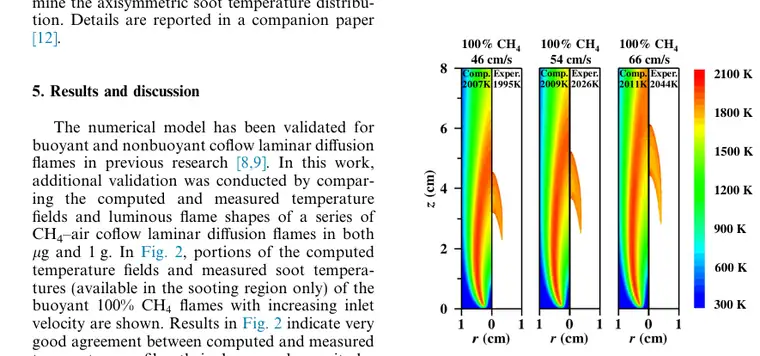 mine the axisymmetric soot temperature distribu-
tion. Details are reported in a companion paper
[12].
5. Results and discussion
The numerical model has been validated for
buoyant and nonbuoyant coflow laminar diffusion
flames in previous research [8,9]. In this work,
additional validation was conducted by compar-
ing the computed and measured temperature
fields and luminous flame shapes of a series of
CH4–air coflow laminar diffusion flames in both
μg and 1 g. In Fig. 2, portions of the computed
temperature fields and measured soot tempera-
tures (available in the sooting region only) of the
buoyant 100% CH4 flames with increasing inlet
velocity are shown. Results in Fig. 2 indicate very
good agreement between computed and measured
100% CH4 100% CH4 100% CH4
46 cm/s 54 cm/s 66 cm/s
Comp. Exper. Comp. Exper. Comp. Exper.
2007K 1995K 2009K 2026K 2011K 2044K
8
6
4
2
0
z (cm)
1 0 1 1 0 1 1 0 1
r (cm) r (cm) r (cm)
2100 K
1800 K
1500 K
1200 K
900 K
600 K
300 K